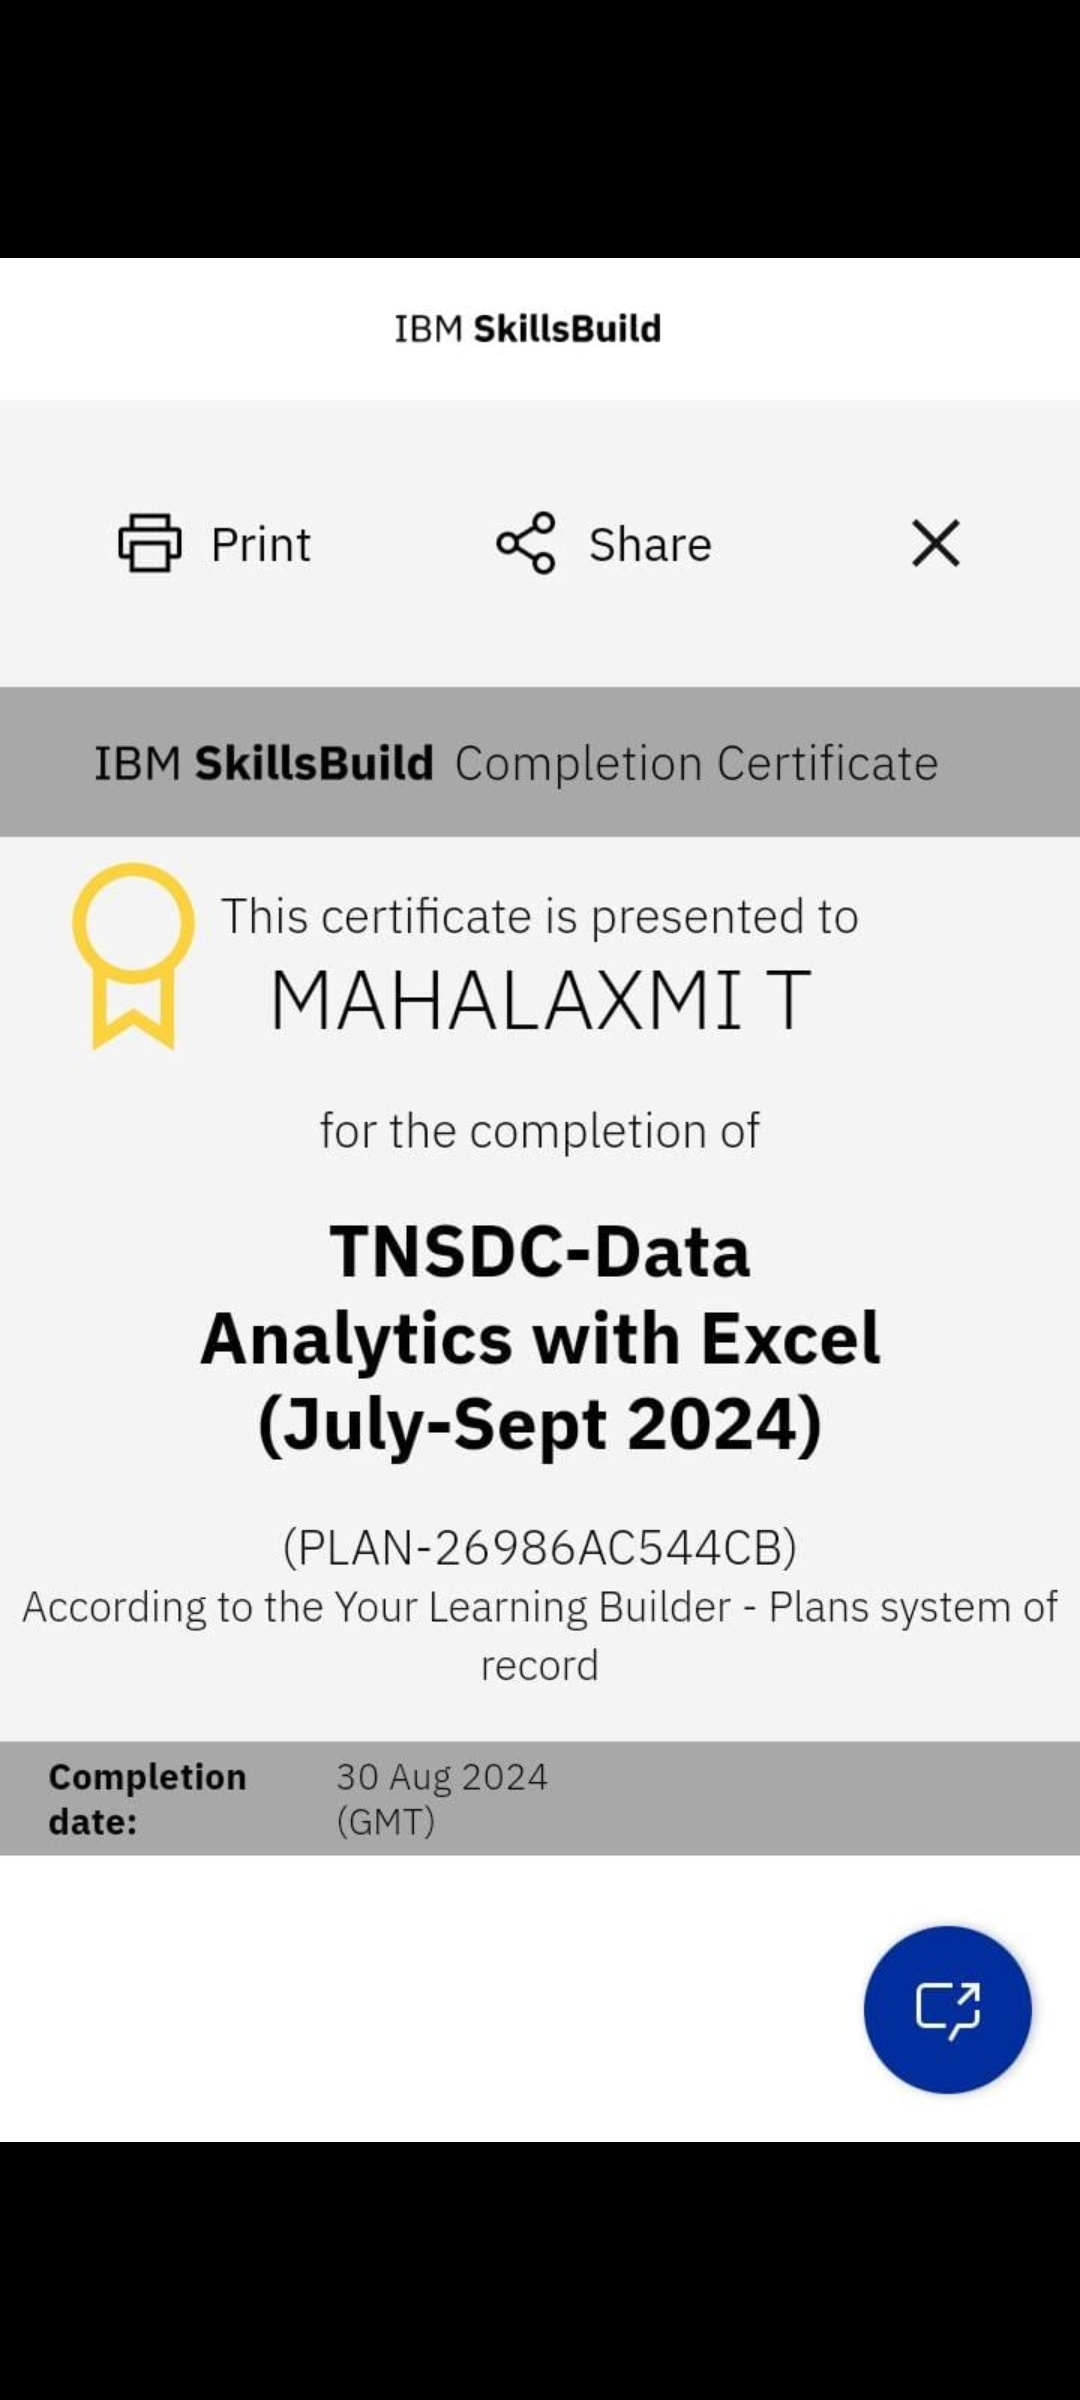 IBM SkillsBuild
Print
Share
IBM SkillsBuild Completion Certificate
This certificate is presented to
MAHALAXMI T
for the completion of
TNSDC-Data
Analytics with Excel
(July-Sept 2024)
(PLAN-26986AC544CB)
According to the Your Learning Builder - Plans system of
record
Completion
date:
30 Aug 2024
(GMT)